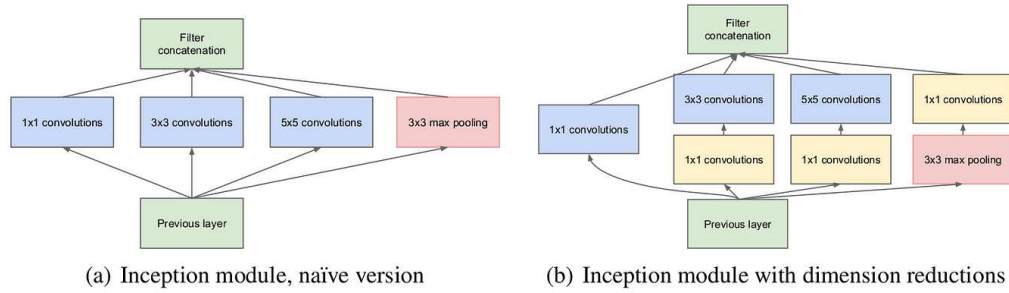 Filter
concatenation
1x1 convolutions
3x3 convolutions
5x5 convolutions
3x3 max pooling
Previous layer
(a) Inception module, naïve version
Filter
concatenation
3x3 convolutions
5x5 convolutions
1x1 convolutions
1x1 convolutions
1x1 convolutions
1x1 convolutions
3x3 max pooling
Previous layer
(b) Inception module with dimension reductions